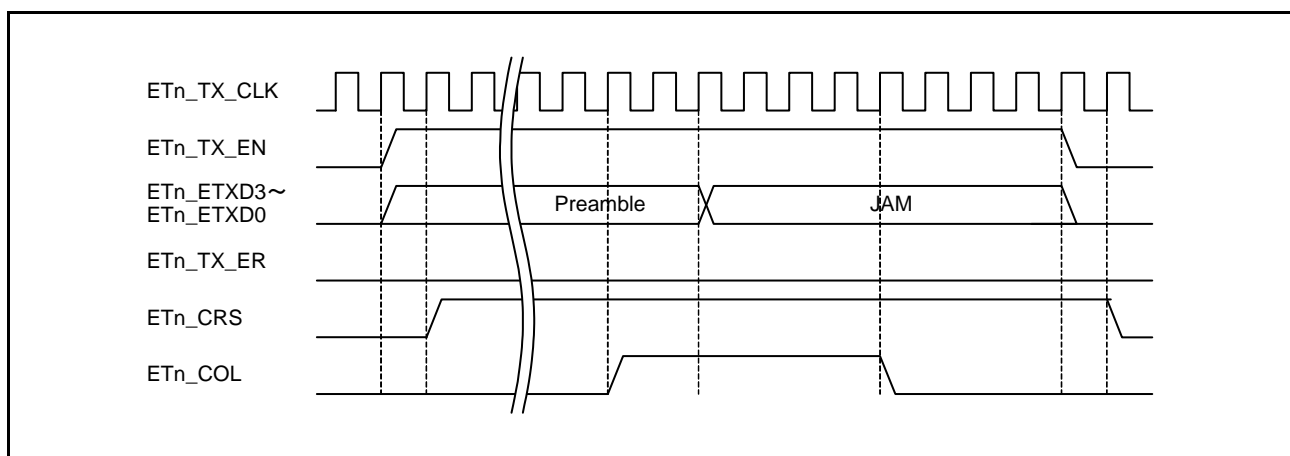 ETn_TX_CLK
ETn_TX_EN
ETn_ETXD3～
ETn_ETXD0
Preamble
JAM
ETn_TX_ER
ETn_CRS
ETn_COL